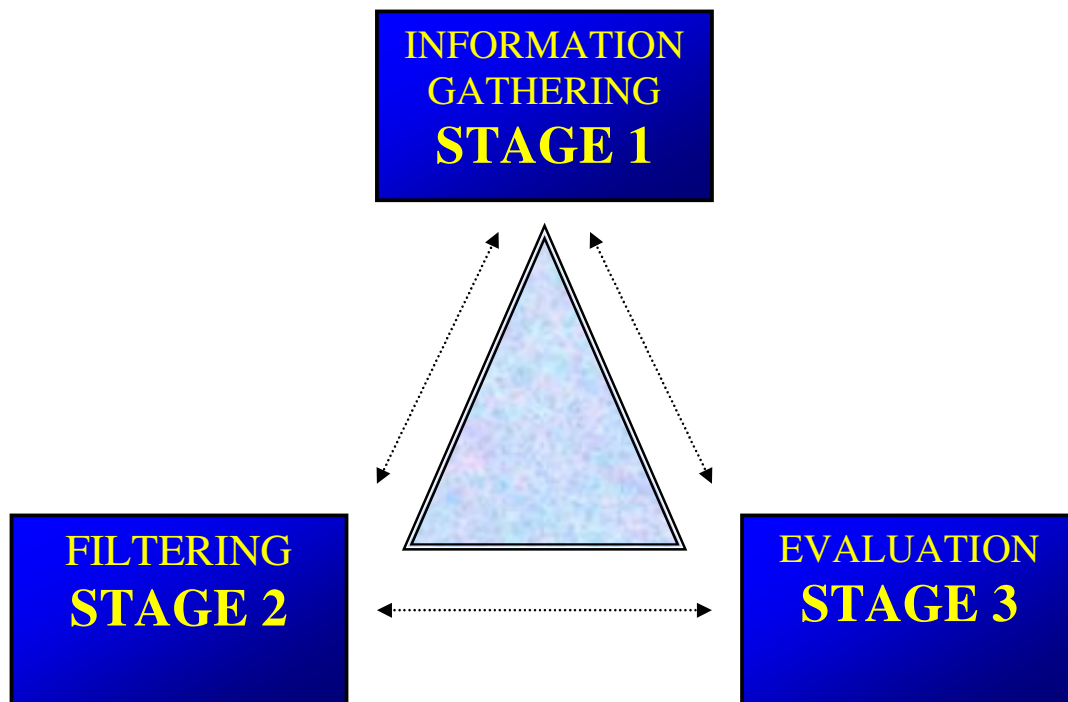 INFORMATION
GATHERING
STAGE 1
FILTERING
STAGE 2
EVALUATION
STAGE 3